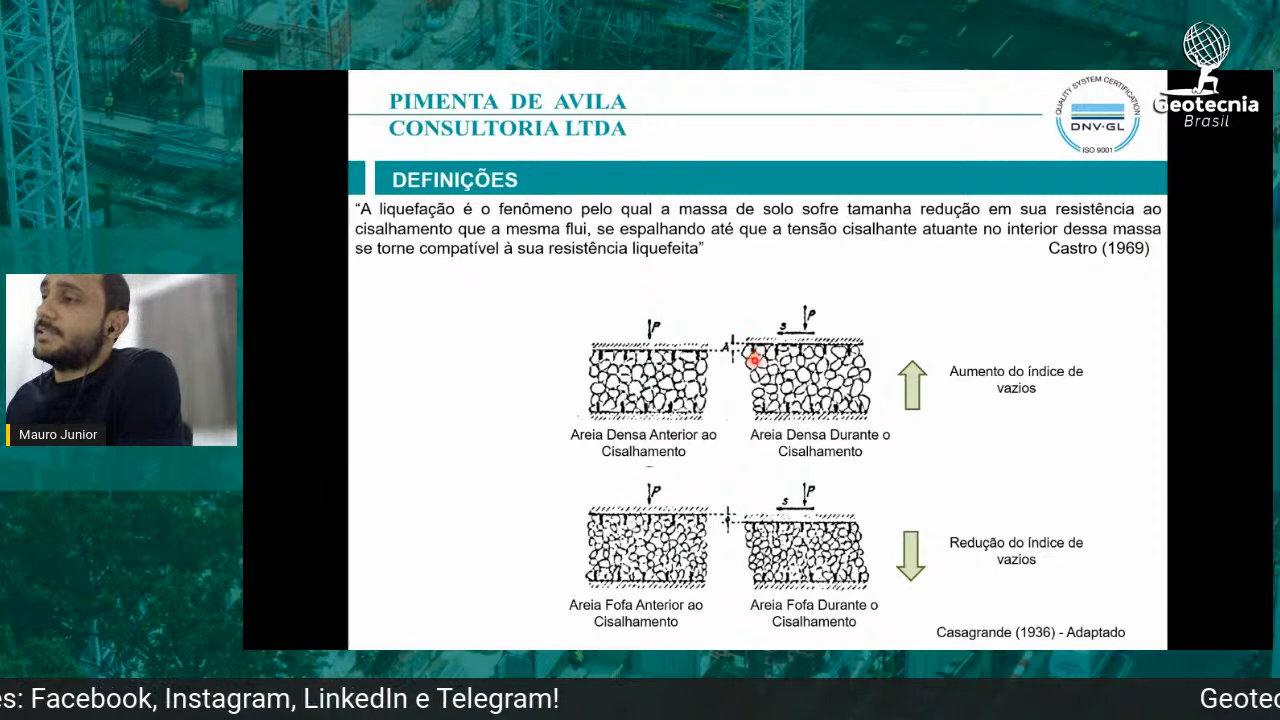 PIMENTA DE AVILA
CONSULTORIA LTDA
QUALITY SYSTEM CERTIFICATION
DNV·GL
ISO 9001
Geotecnia
Brasil
DEFINIÇÕES
“A liquefação é o fenômeno pelo qual a massa de solo sofre tamanha redução em sua resistência ao
cisalhamento que a mesma flui, se espalhando até que a tensão cisalhante atuante no interior dessa massa
se torne compatível à sua resistência liquefeita”
Castro (1969)
P
S
P
Aumento do índice de
vazios
Areia Densa Anterior ao
Cisalhamento
Areia Densa Durante o
Cisalhamento
Mauro Junior
P
S
P
Redução do índice de
vazios
Areia Fofa Anterior ao
Cisalhamento
Areia Fofa Durante o
Cisalhamento
Casagrande (1936) - Adaptado
es: Facebook, Instagram, LinkedIn e Telegram!
Geotec